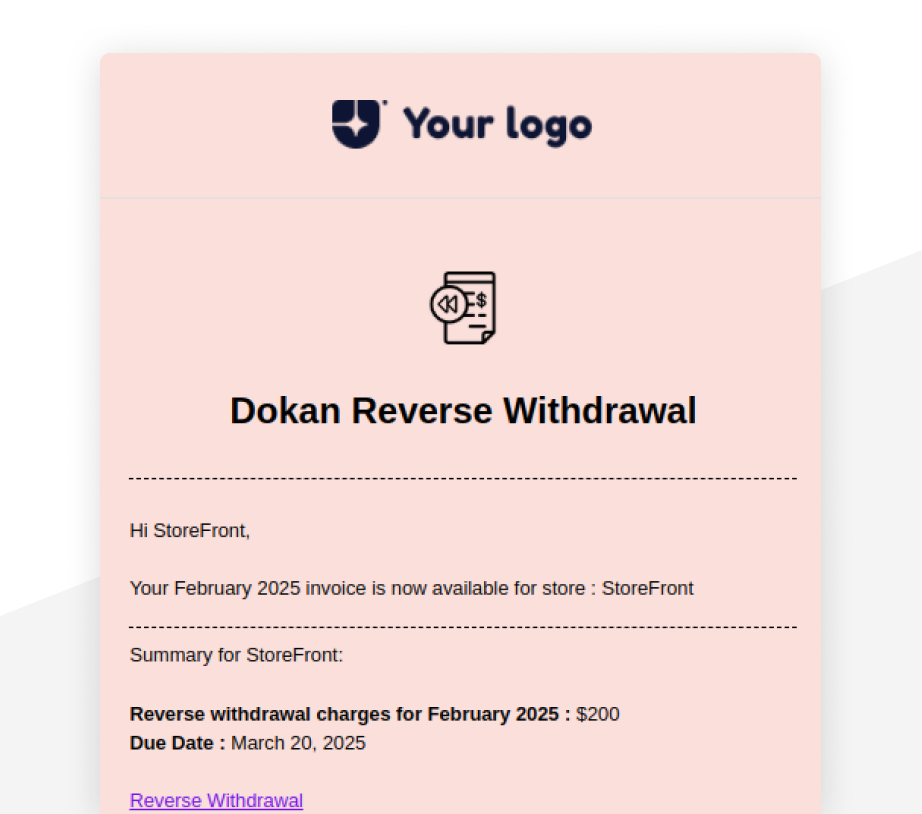 Your logo
$
Dokan Reverse Withdrawal
Hi StoreFront,
Your February 2025 invoice is now available for store : StoreFront
Summary for StoreFront:
Reverse withdrawal charges for February 2025 : $200
Due Date : March 20, 2025
Reverse Withdrawal